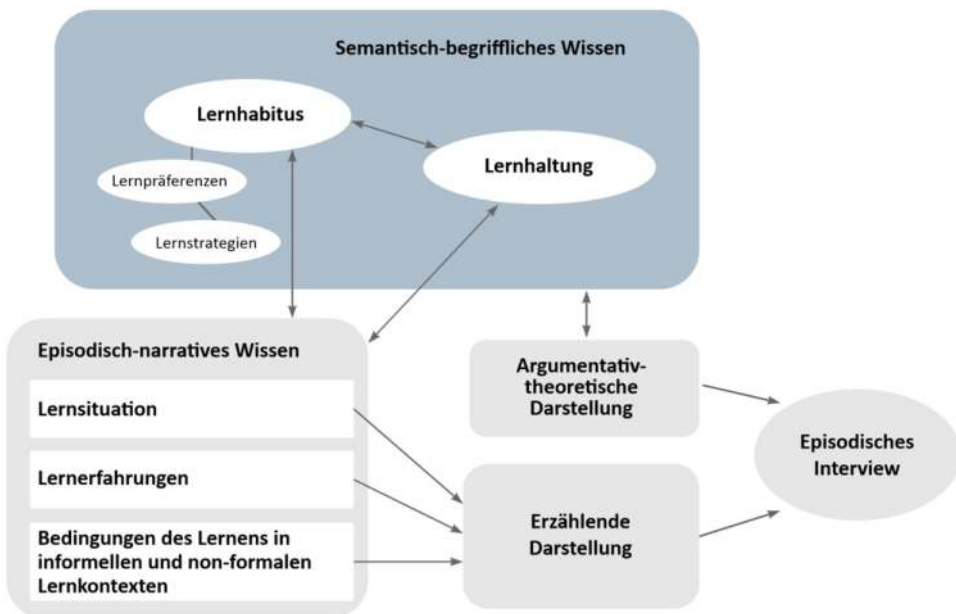 Semantisch-begriffliches Wissen
Lernhabitus
Lernhaltung
Lernpräferenzen
Lernstrategien
Episodisch-narratives Wissen
Lernsituation
Lernerfahrungen
Bedingungen des Lernens in
informellen und non-formalen
Lernkontexten
Argumentativ-
theoretische
Darstellung
Erzählende
Darstellung
Episodisches
Interview